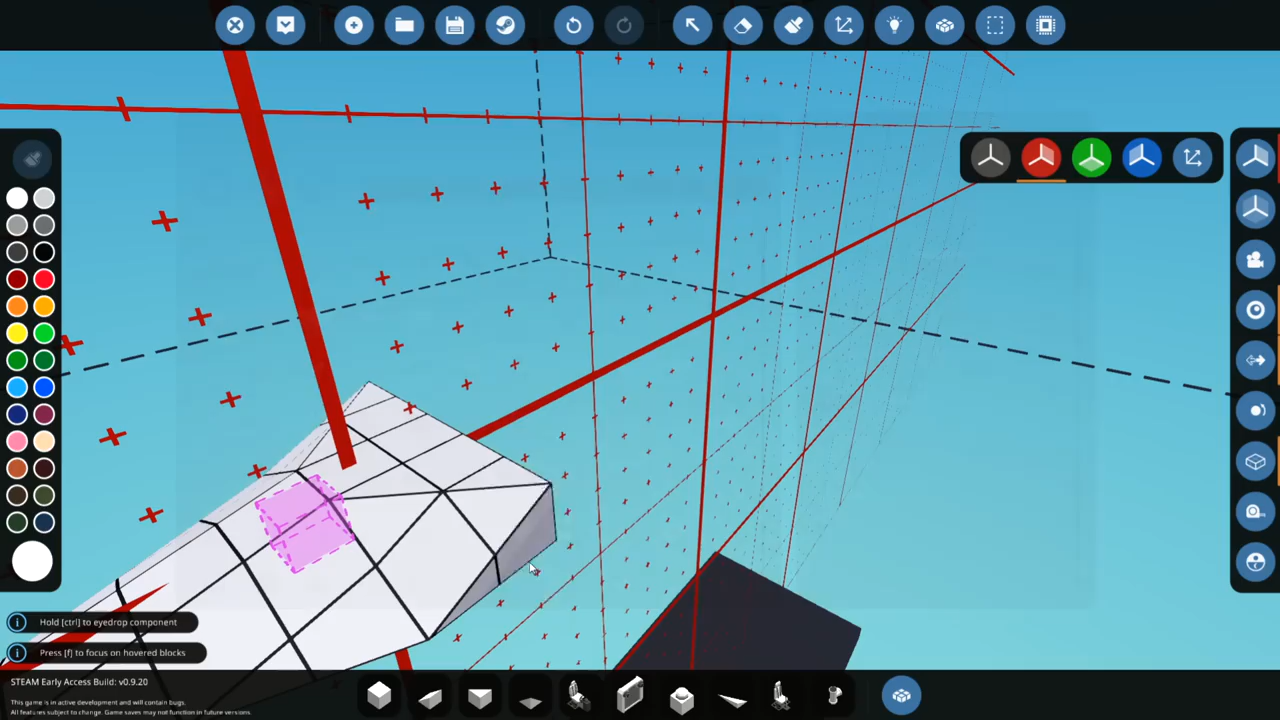 Hold [ctrl] to eyedrop component
Press [f] to focus on hovered blocks
STEAM Early Access Build: v0.9.20
This game is in active development and will contain bugs.
All features subject to change. Game saves may not function in future versions.